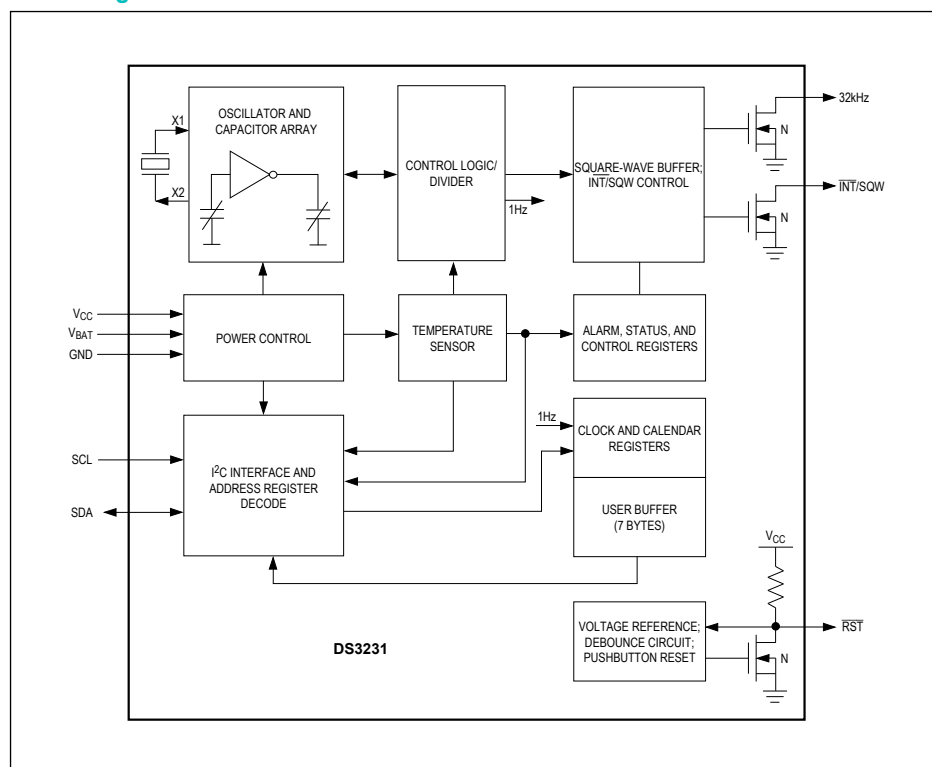 OSCILLATOR AND
CAPACITOR ARRAY
X1
X2
CONTROL LOGIC/
DIVIDER
1Hz
SQUARE-WAVE BUFFER;
INT/SQW CONTROL
32kHz
N
INT/SQW
N
VCC
VBAT
GND
POWER CONTROL
TEMPERATURE
SENSOR
ALARM, STATUS, AND
CONTROL REGISTERS
SCL
SDA
I2C INTERFACE AND
ADDRESS REGISTER
DECODE
1Hz
CLOCK AND CALENDAR
REGISTERS
USER BUFFER
(7 BYTES)
VCC
VOLTAGE REFERENCE;
DEBOUNCE CIRCUIT;
PUSHBUTTON RESET
RST
N
DS3231